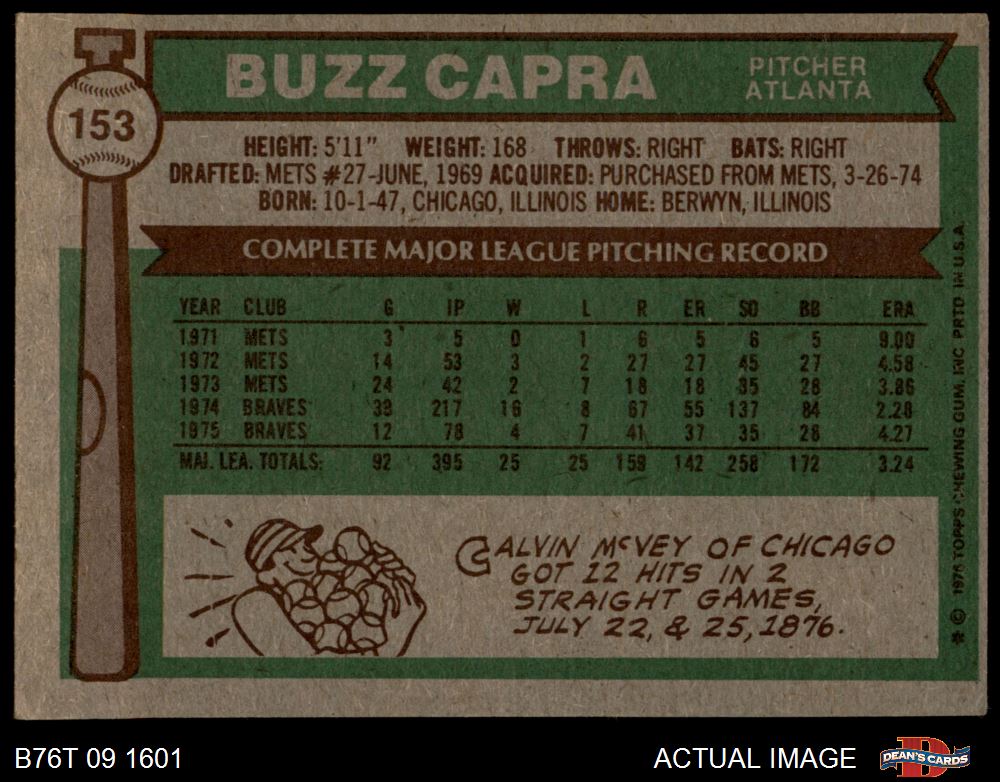 153
BUZZ CAPRA
PITCHER
ATLANTA
HEIGHT: 5'11" WEIGHT: 168 THROWS: RIGHT BATS: RIGHT
DRAFTED: METS #27-JUNE, 1969 ACQUIRED: PURCHASED FROM METS, 3-26-74
BORN: 10-1-47, CHICAGO, ILLINOIS HOME: BERWYN, ILLINOIS
COMPLETE MAJOR LEAGUE PITCHING RECORD
YEAR CLUB G IP W L R ER SO BB ERA
1971 METS 3 5 0 1 6 5 6 5 9.00
1972 METS 14 53 3 2 27 27 45 27 4.58
1973 METS 24 42 2 7 18 18 35 28 3.86
1974 BRAVES 39 217 16 8 67 55 137 84 2.28
1975 BRAVES 12 78 4 7 41 37 35 28 4.27
MAJ. LEA. TOTALS: 92 395 25 25 159 142 258 172 3.24
CALVIN McVEY OF CHICAGO
GOT 12 HITS IN 2
STRAIGHT GAMES,
JULY 22, & 25, 1876.
* © 1976 TOPPS CHEWING GUM, INC PRTD IN U.S.A.
B76T 09 1601
ACTUAL IMAGE
DEAN'S CARDS